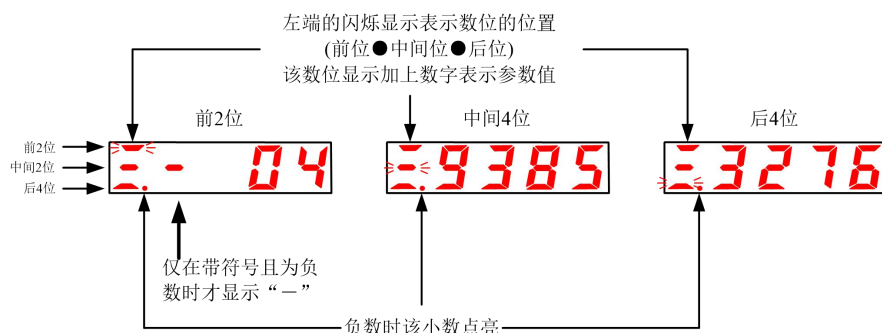 左端的闪烁显示表示数位的位置
(前位●中间位●后位)
该数位显示加上数字表示参数值
前2位
中间4位
后4位
前2位
中间2位
后4位
- 04
9385
3276
仅在带符号且为负
数时才显示“－”
负数时该小数点亮